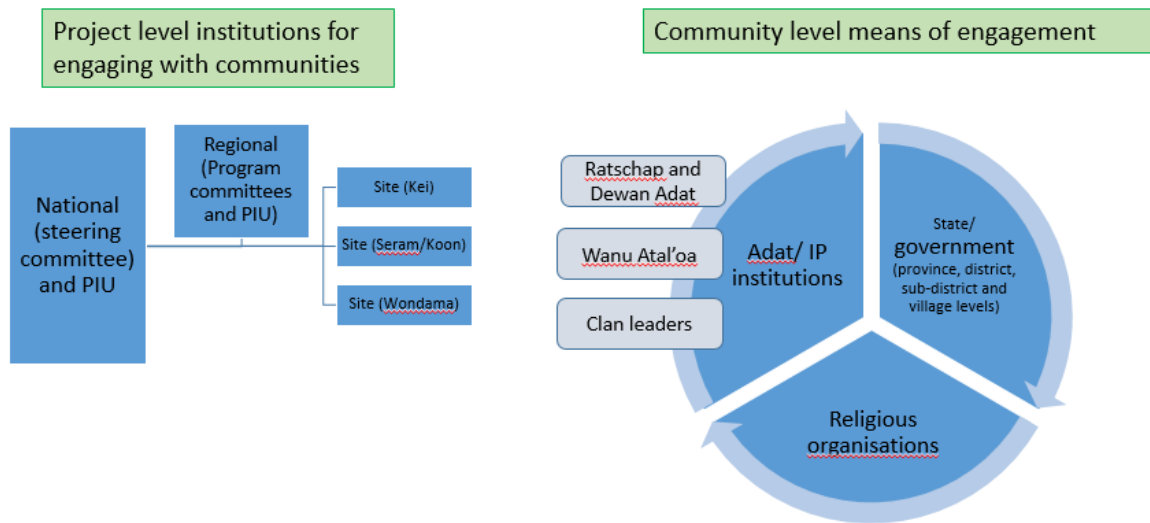 Project level institutions for
engaging with communities
National
(steering
committee)
and PIU
Regional
(Program
committees
and PIU)
Site (Kei)
Site (Seram/Koon)
Site (Wondama)
Community level means of engagement
Ratschap and
Dewan Adat
Wanu Atal’oa
Clan leaders
Adat/ IP
institutions
State/
government
(province, district,
sub-district and
village levels)
Religious
organisations